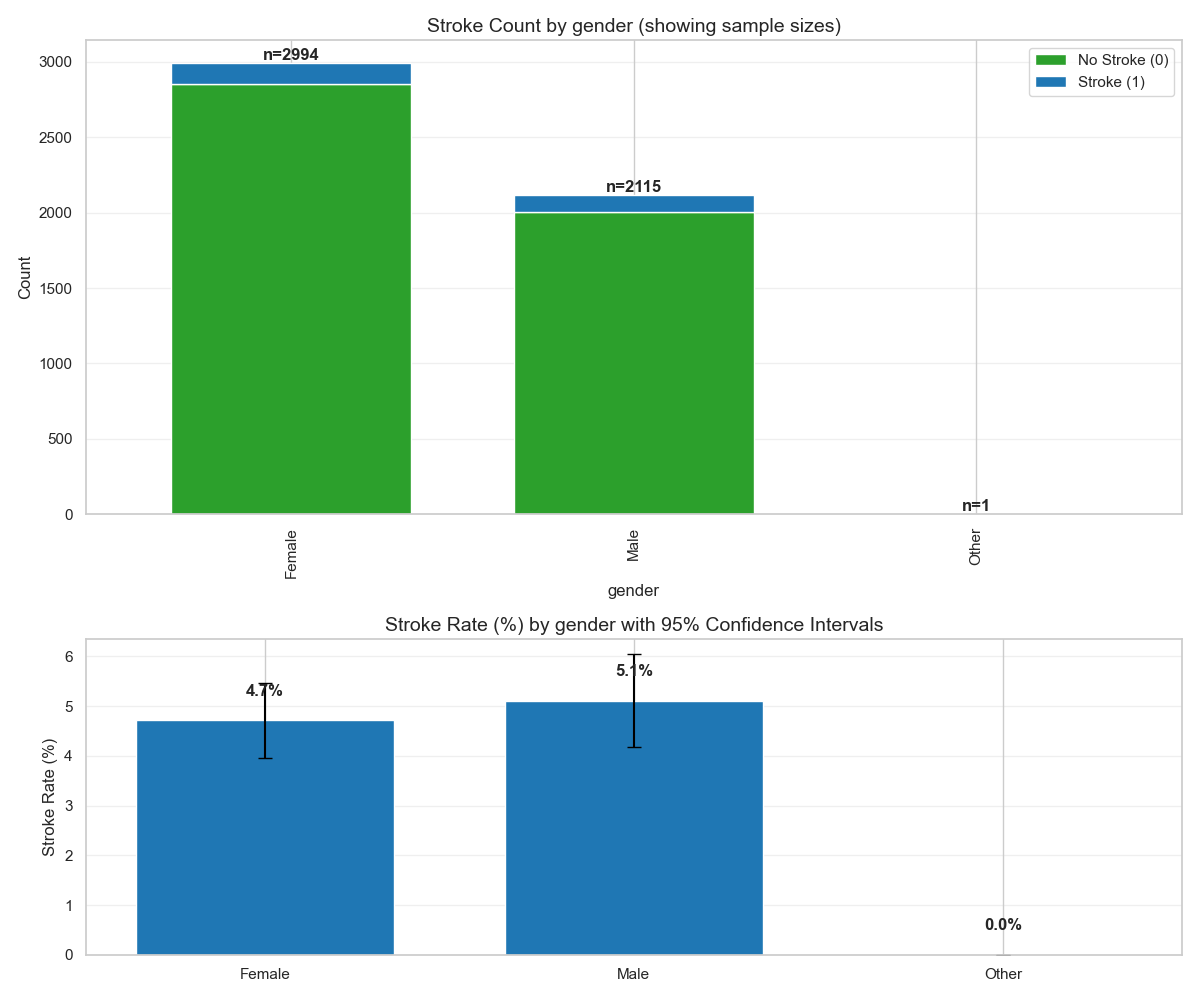 Stroke Count by gender (showing sample sizes)
No Stroke (0)
Stroke (1)
n=2994
n=2115
n=1
3000
2500
2000
1500
1000
500
0
Count
Female
Male
Other
gender
Stroke Rate (%) by gender with 95% Confidence Intervals
6
5
4
3
2
1
0
Stroke Rate (%)
4.7%
5.1%
0.0%
Female
Male
Other